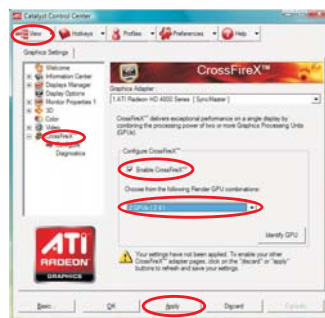 Catalyst Control Center
View
Hotkeys
Profiles
Preferences
Help
Graphics Settings
Welcome
Information Center
Displays Manager
Display Options
Monitor Properties 1
3D
Color
Video
CrossFireX
Configure
Diagnostics
CrossFireX™
Graphics Adapter
1.ATI Radeon HD 4800 Series [ SyncMaster ]
CrossFireX™ delivers exceptional performance on a single display by
combining the processing power of two or more Graphics Processing Units
(GPUs).
Configure CrossFireX™
Enable CrossFireX™
Choose from the following Render GPU combinations:
Identify GPU
Your settings have not been applied. To enable your other
CrossFireX™ adapter pages, click on the "discard" or "apply"
buttons to refresh and save your settings.
ATI
RADEON
GRAPHICS
Basic...
OK
Apply
Discard